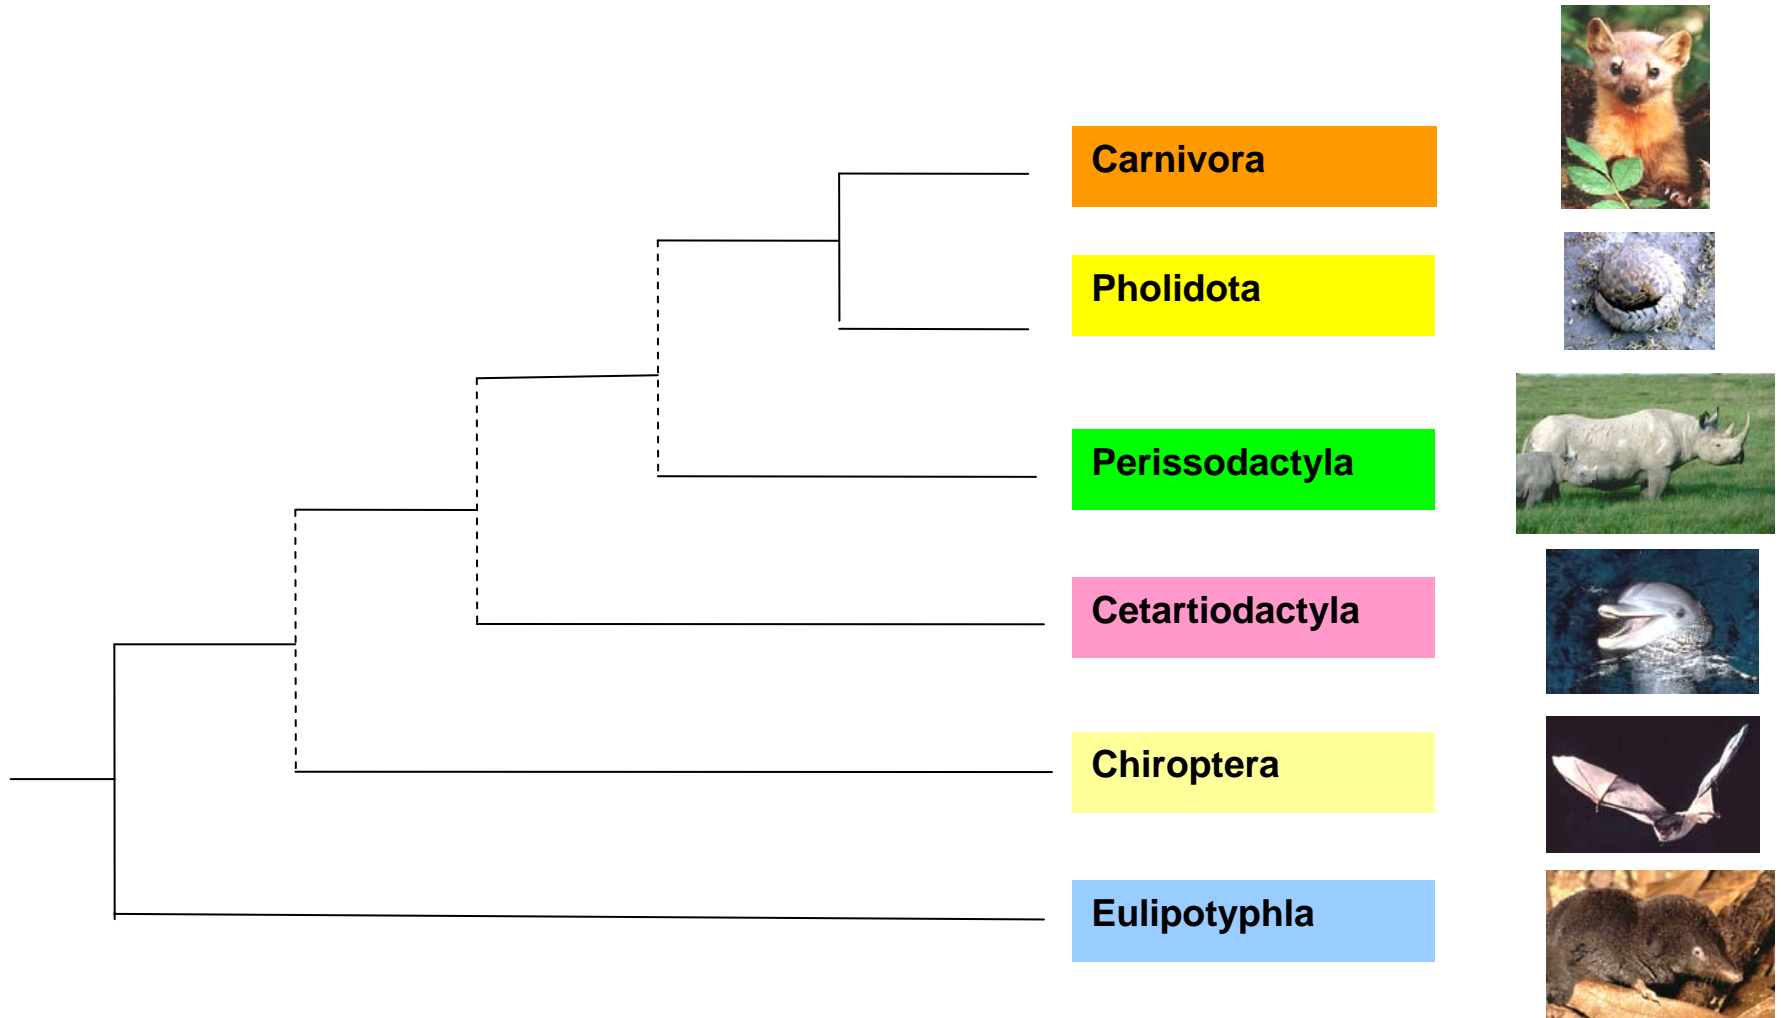 Carnivora
Pholidota
Perissodactyla
Cetartiodactyla
Chiroptera
Eulipotyphla